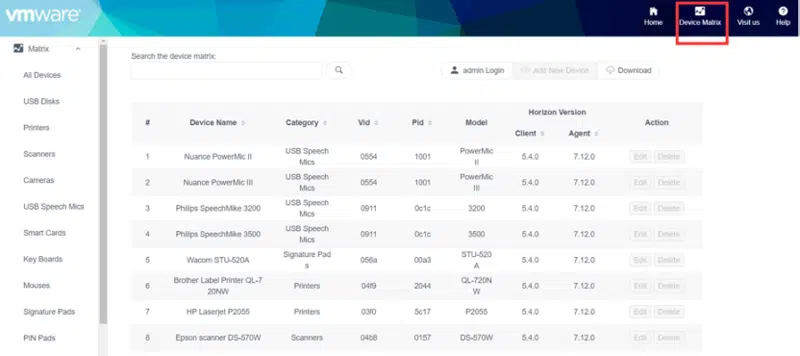 vmware®
Home
Device Matrix
Visit us
Help
Matrix
All Devices
USB Disks
Printers
Scanners
Cameras
USB Speech Mics
Smart Cards
Key Boards
Mouses
Signature Pads
PIN Pads
Search the device matrix:
admin Login
Add New Device
Download
# Device Name Category Vid Pid Model Horizon Version Action
Client Agent
1 Nuance PowerMic II USB Speech Mics 0554 1001 PowerMic II 5.4.0 7.12.0 Edit Delete
2 Nuance PowerMic III USB Speech Mics 0554 1001 PowerMic III 5.4.0 7.12.0 Edit Delete
3 Philips SpeechMike 3200 USB Speech Mics 0911 0c1c 3200 5.4.0 7.12.0 Edit Delete
4 Philips SpeechMike 3500 USB Speech Mics 0911 0c1c 3500 5.4.0 7.12.0 Edit Delete
5 Wacom STU-520A Signature Pads 056a 00a3 STU-520A 5.4.0 7.12.0 Edit Delete
6 Brother Label Printer QL-720NW Printers 04f9 2044 QL-720NW 5.4.0 7.12.0 Edit Delete
7 HP Laserjet P2055 Printers 03f0 5c17 P2055 5.4.0 7.12.0 Edit Delete
8 Epson scanner DS-570W Scanners 04b8 0157 DS-570W 5.4.0 7.12.0 Edit Delete